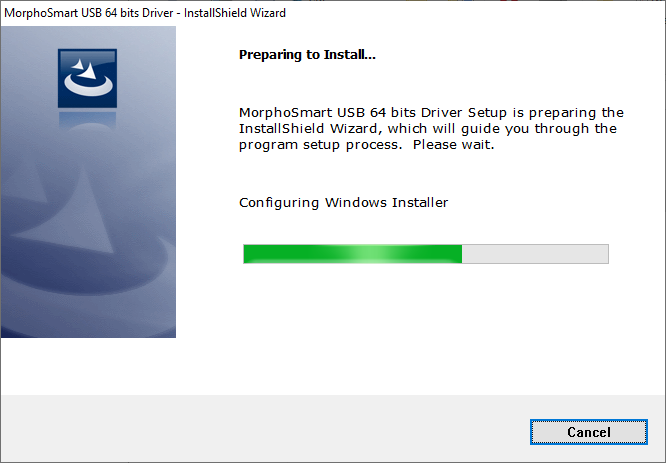 MorphoSmart USB 64 bits Driver - InstallShield Wizard
Preparing to Install...
MorphoSmart USB 64 bits Driver Setup is preparing the
InstallShield Wizard, which will guide you through the
program setup process.  Please wait.
Configuring Windows Installer
Cancel